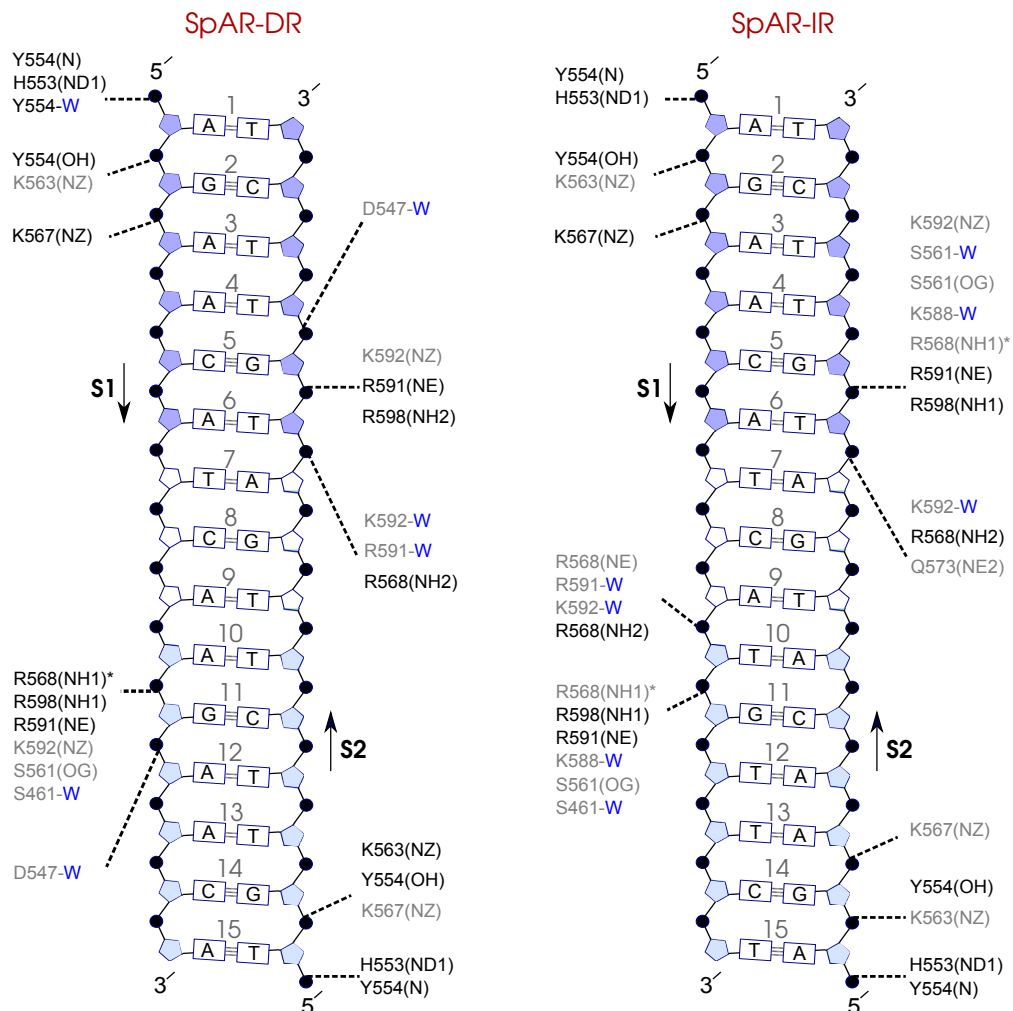 SpAR-DR
Y554(N)
H553(ND1)
Y554-W
5´
3´
1
A T
Y554(OH)
K563(NZ)
2
G C
K567(NZ)
3
A T
D547-W
4
A T
5
C G
S1
K592(NZ)
R591(NE)
R598(NH2)
6
A T
7
T A
8
C G
K592-W
R591-W
R568(NH2)
9
A T
10
A T
R568(NH1)*
R598(NH1)
R591(NE)
K592(NZ)
S561(OG)
S461-W
11
G C
S2
12
A T
13
A T
D547-W
14
C G
K563(NZ)
Y554(OH)
K567(NZ)
15
A T
3´
H553(ND1)
Y554(N)
5´
SpAR-IR
Y554(N)
H553(ND1)
5´
3´
1
A T
Y554(OH)
K563(NZ)
2
G C
K567(NZ)
3
A T
4
A T
K592(NZ)
S561-W
S561(OG)
K588-W
R568(NH1)*
R591(NE)
R598(NH1)
5
C G
S1
6
A T
7
T A
K592-W
R568(NH2)
Q573(NE2)
8
C G
R568(NE)
R591-W
K592-W
R568(NH2)
9
A T
10
T A
R568(NH1)*
R598(NH1)
R591(NE)
K588-W
S561(OG)
S461-W
11
G C
S2
12
T A
13
T A
K567(NZ)
14
C G
Y554(OH)
K563(NZ)
15
T A
3´
H553(ND1)
Y554(N)
5´